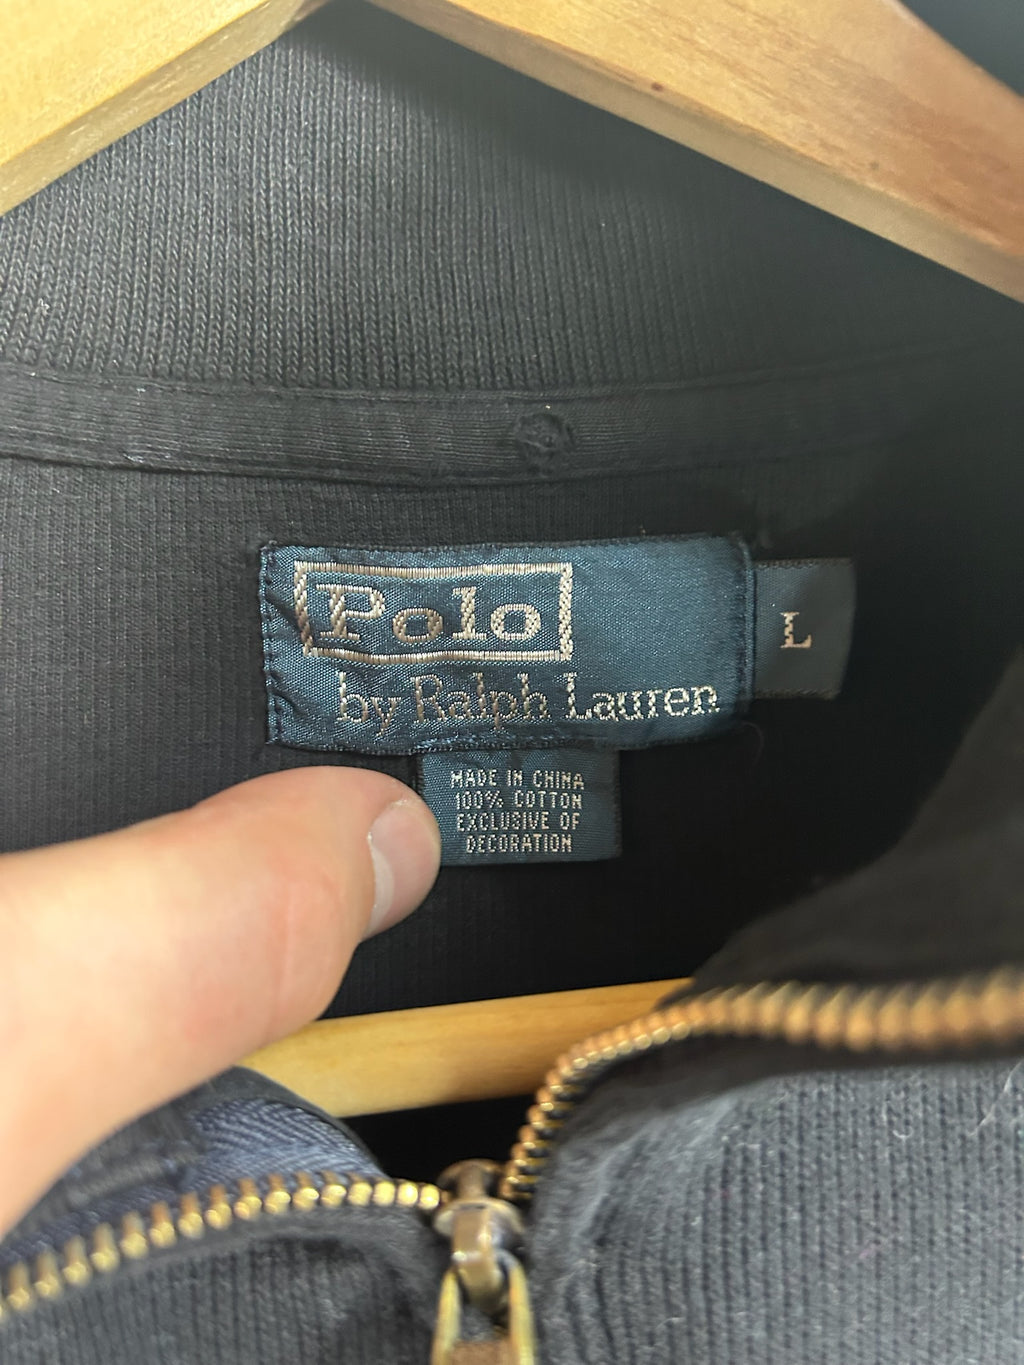 Polo
by Ralph Lauren
L
MADE IN CHINA
100% COTTON
EXCLUSIVE OF
DECORATION